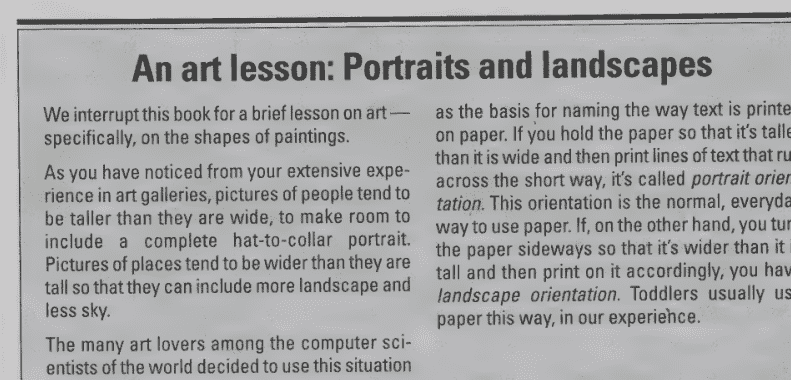 An art lesson: Portraits and landscapes
We interrupt this book for a brief lesson on art —
specifically, on the shapes of paintings.
As you have noticed from your extensive expe-
rience in art galleries, pictures of people tend to
be taller than they are wide, to make room to
include a complete hat-to-collar portrait.
Pictures of places tend to be wider than they are
tall so that they can include more landscape and
less sky.
The many art lovers among the computer sci-
entists of the world decided to use this situation
as the basis for naming the way text is printe
on paper. If you hold the paper so that it's talle
than it is wide and then print lines of text that ru
across the short way, it's called portrait orien
tation. This orientation is the normal, everyda
way to use paper. If, on the other hand, you tur
the paper sideways so that it's wider than it i
tall and then print on it accordingly, you hav
landscape orientation. Toddlers usually us
paper this way, in our experience.